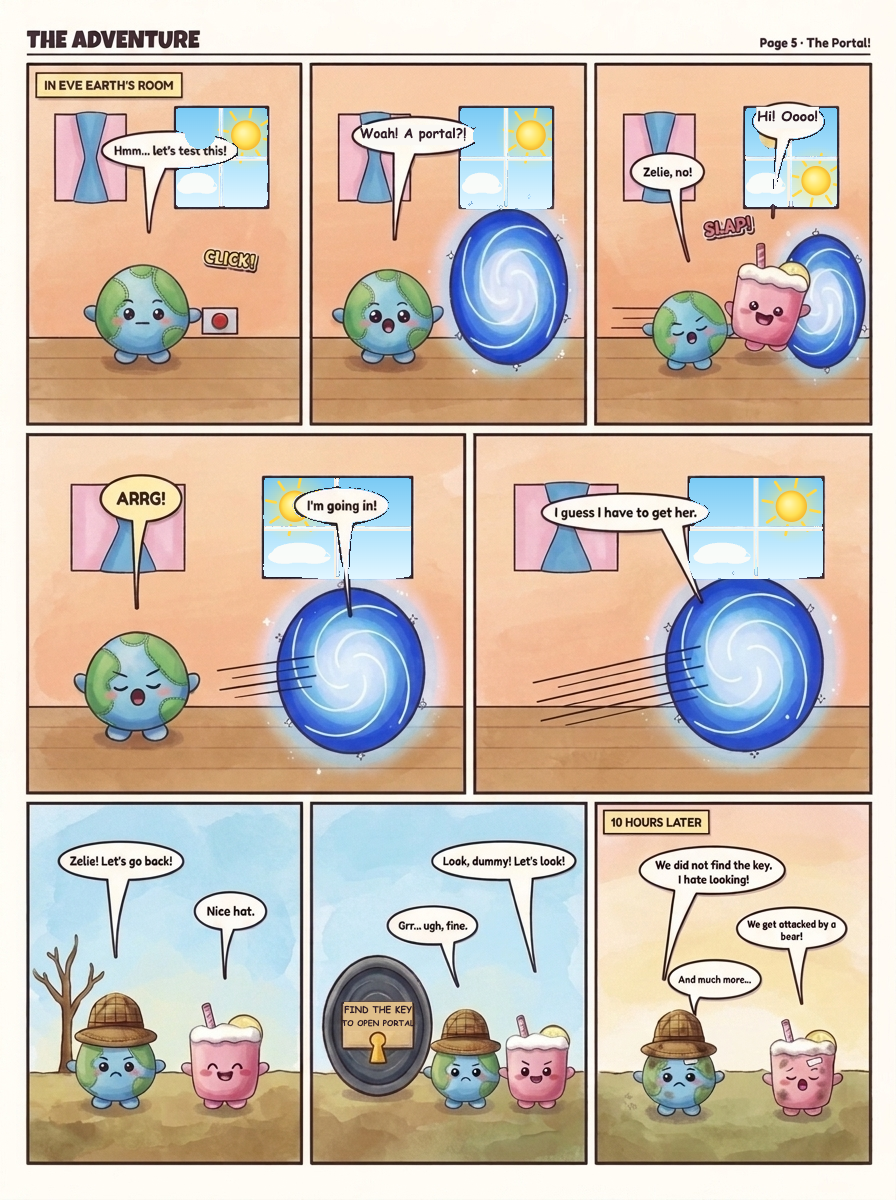 THE ADVENTURE
Page 5 · The Portal!
IN EVE EARTH'S ROOM
Hmm... let's test this!
CLICK!
Woah! A portal?!
Hi! Oooo!
Zelie, no!
SLAP!
ARRG!
I'm going in!
I guess I have to get her.
Zelie! Let's go back!
Nice hat.
Look, dummy! Let's look!
Grr... ugh, fine.
FIND THE KEY
TO OPEN PORTAL
10 HOURS LATER
We did not find the key.
I hate looking!
We get attacked by a
bear!
And much more...